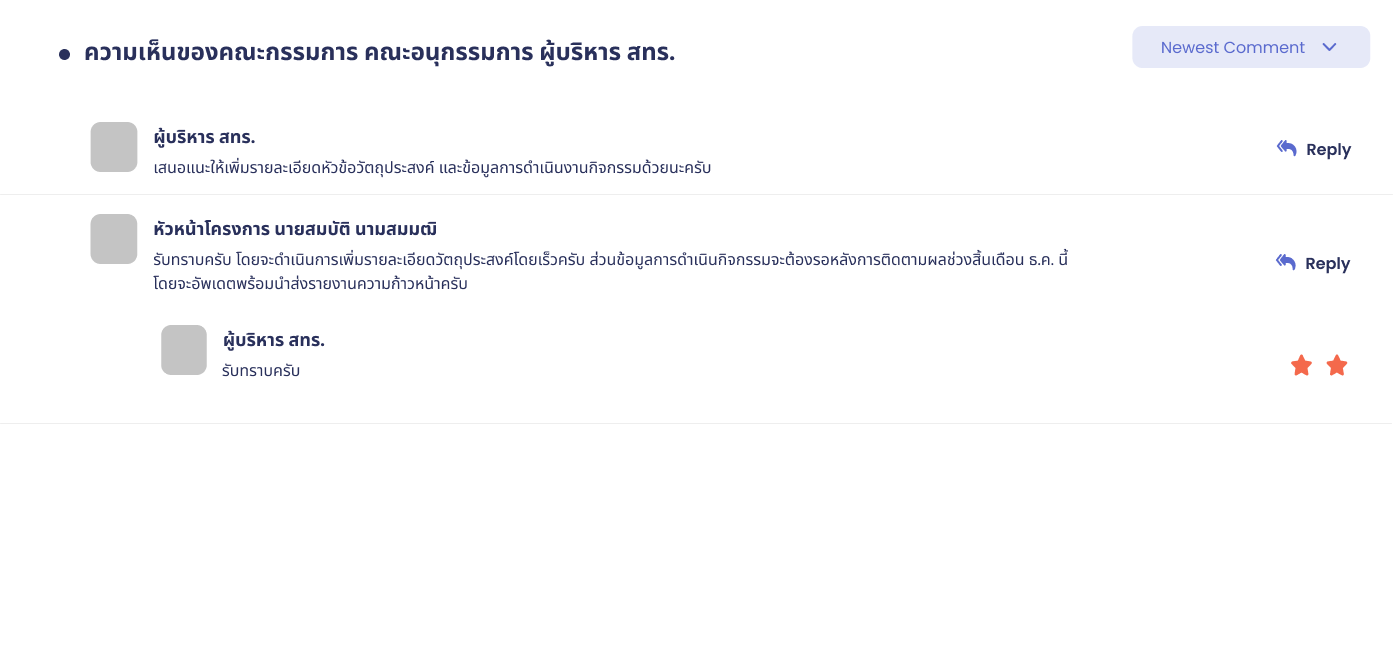 ความเห็นของคณะกรรมการ คณะอนุกรรมการ ผู้บริหาร สทร.
Newest Comment
ผู้บริหาร สทร.
เสนอแนะให้เพิ่มรายละเอียดหัวข้อวัตถุประสงค์ และข้อมูลการดำเนินงานกิจกรรมด้วยนะครับ
Reply
หัวหน้าโครงการ นายสมบัติ นามสมมฒิ
รับทราบครับ โดยจะดำเนินการเพิ่มรายละเอียดวัตถุประสงค์โดยเร็วครับ ส่วนข้อมูลการดำเนินกิจกรรมจะต้องรอหลังการติดตามผลช่วงสิ้นเดือน ธ.ค. นี้
โดยจะอัพเดตพร้อมนำส่งรายงานความก้าวหน้าครับ
Reply
ผู้บริหาร สทร.
รับทราบครับ